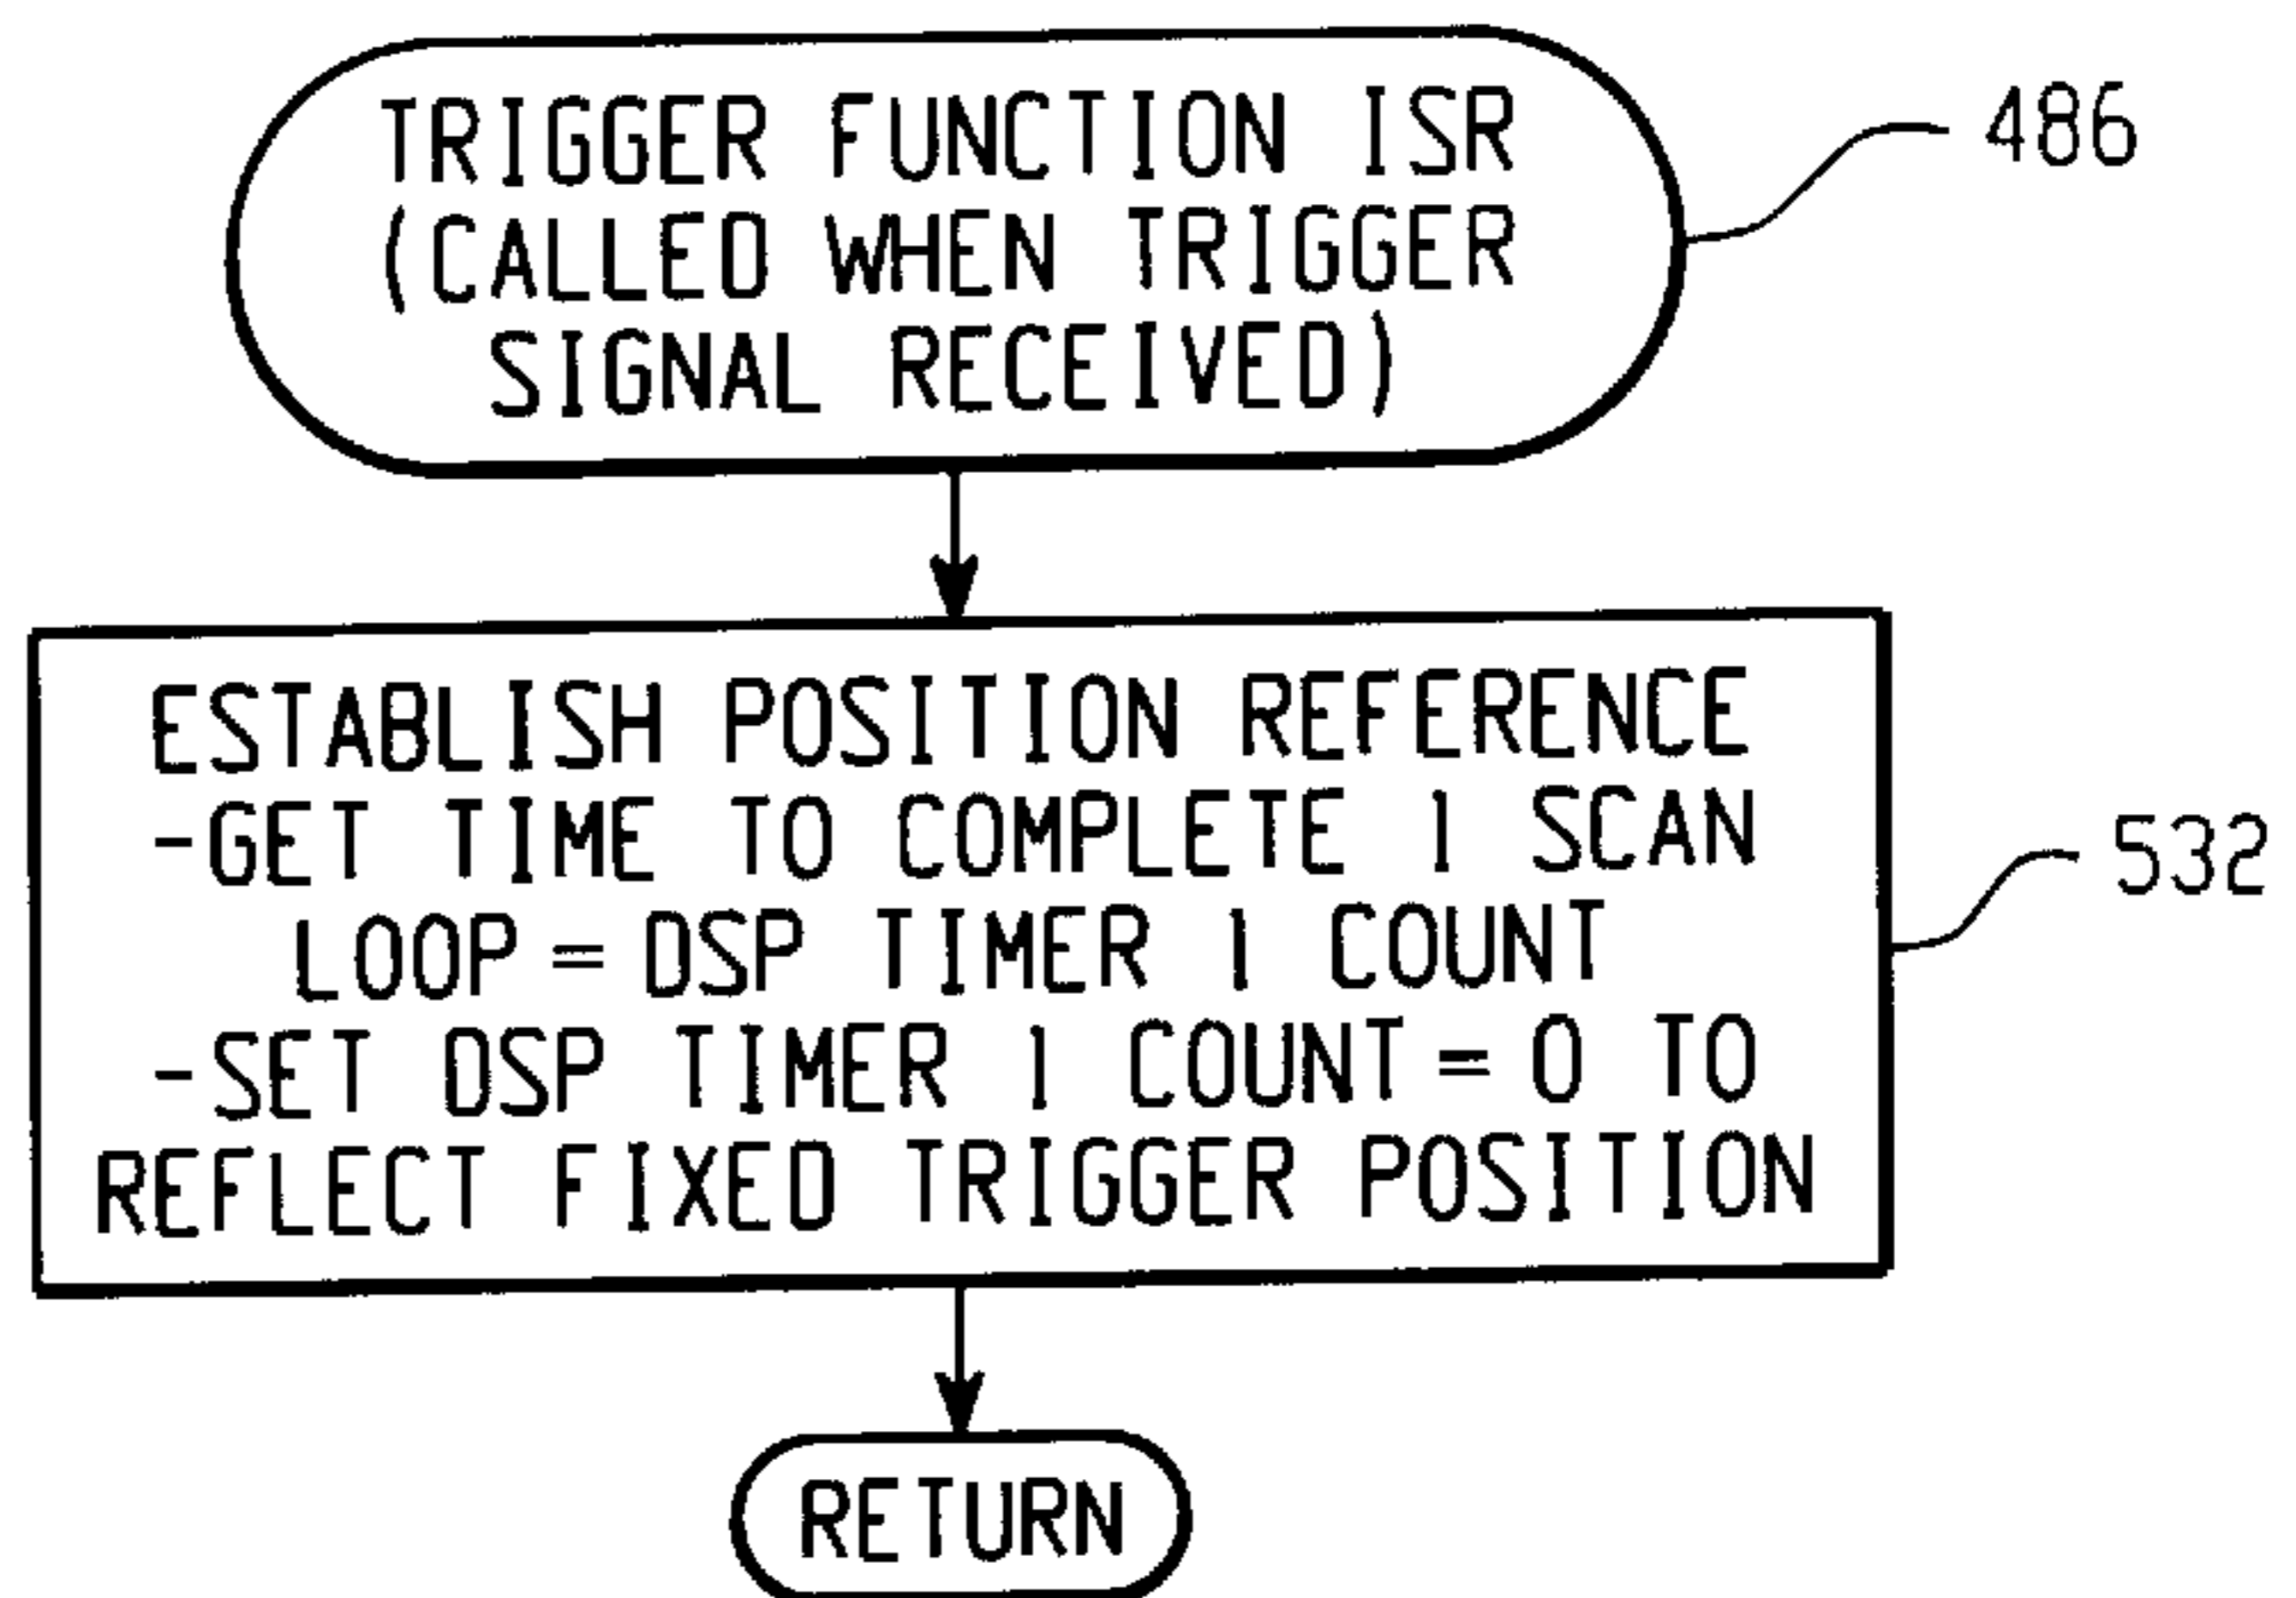 TRIGGER FUNCTION ISR
(CALLED WHEN TRIGGER
SIGNAL RECEIVED)
486
ESTABLISH POSITION REFERENCE
-GET TIME TO COMPLETE 1 SCAN
LOOP = DSP TIMER 1 COUNT
-SET DSP TIMER 1 COUNT = 0 TO
REFLECT FIXED TRIGGER POSITION
532
RETURN